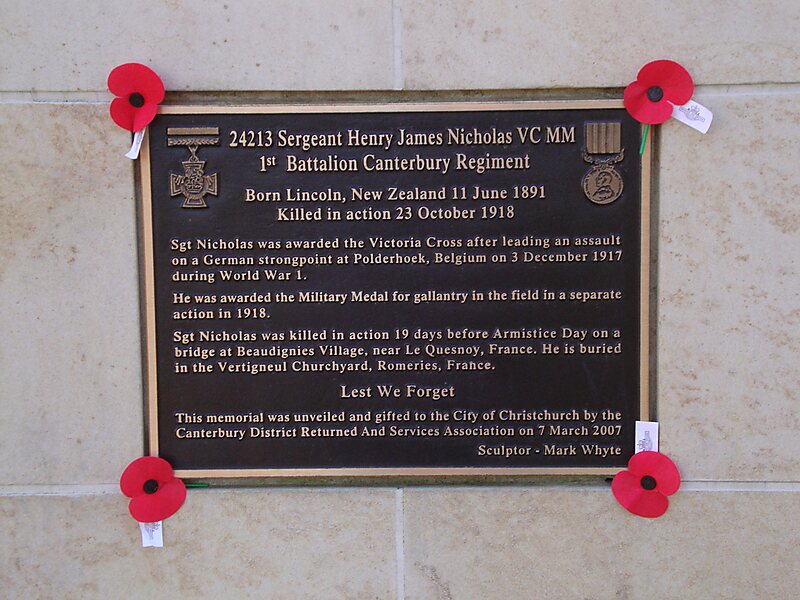 24213 Sergeant Henry James Nicholas VC MM
1st Battalion Canterbury Regiment
Born Lincoln, New Zealand 11 June 1891
Killed in action 23 October 1918
Sgt Nicholas was awarded the Victoria Cross after leading an assault
on a German strongpoint at Polderhoek, Belgium on 3 December 1917
during World War 1.
He was awarded the Military Medal for gallantry in the field in a separate
action in 1918.
Sgt Nicholas was killed in action 19 days before Armistice Day on a
bridge at Beaudignies Village, near Le Quesnoy, France. He is buried
in the Vertigneul Churchyard, Romeries, France.
Lest We Forget
This memorial was unveiled and gifted to the City of Christchurch by the
Canterbury District Returned And Services Association on 7 March 2007
Sculptor - Mark Whyte